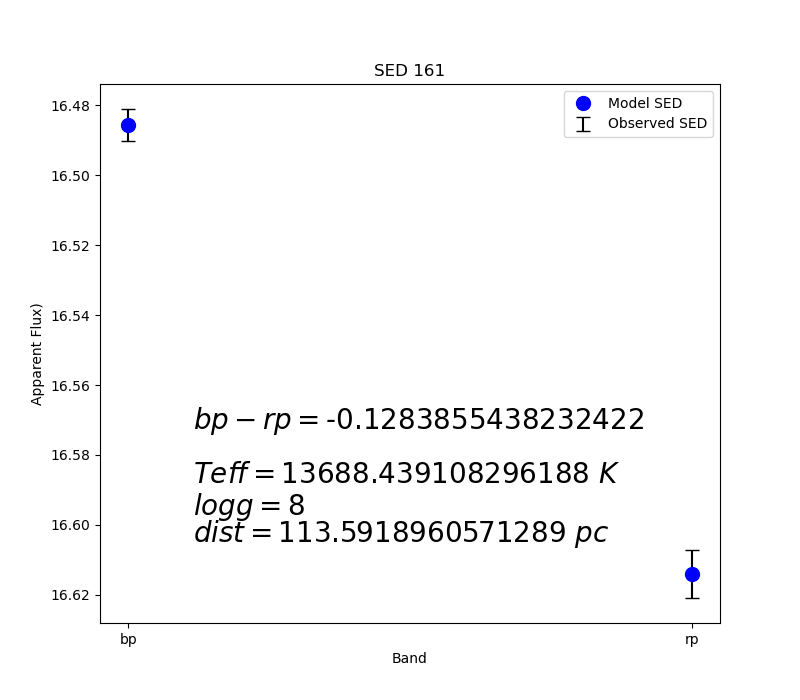 SED 161
Model SED
Observed SED
16.48
16.50
16.52
16.54
16.56
16.58
16.60
16.62
Apparent Flux)
bp − rp = -0.1283855438232422
Teff = 13688.439108296188 K
logg = 8
dist = 113.5918960571289 pc
bp
rp
Band